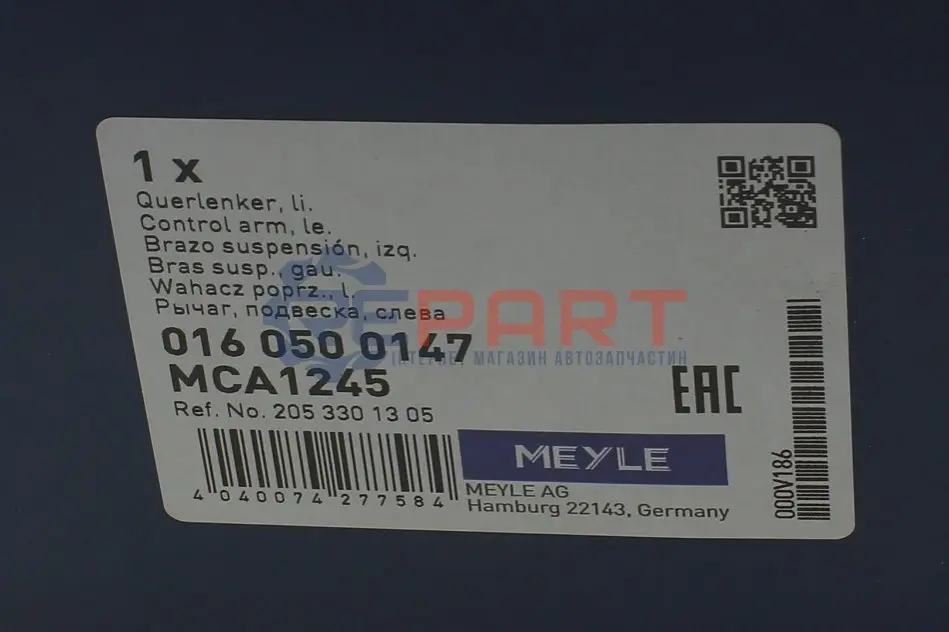 1 x
Querlenker, li.
Control arm, le.
Brazo suspensión, izq.
Bras susp., gau.
Wahacz poprz., l.
Рычаг, подвеска, слева
016 050 0147
MCA1245
Ref. No. 205 330 13 05
4 040074 277584
MEYLE
MEYLE AG
Hamburg 22143, Germany
EAC
000V186
PEPART
ІНТЕРНЕТ МАГАЗИН АВТОЗАПЧАСТИН